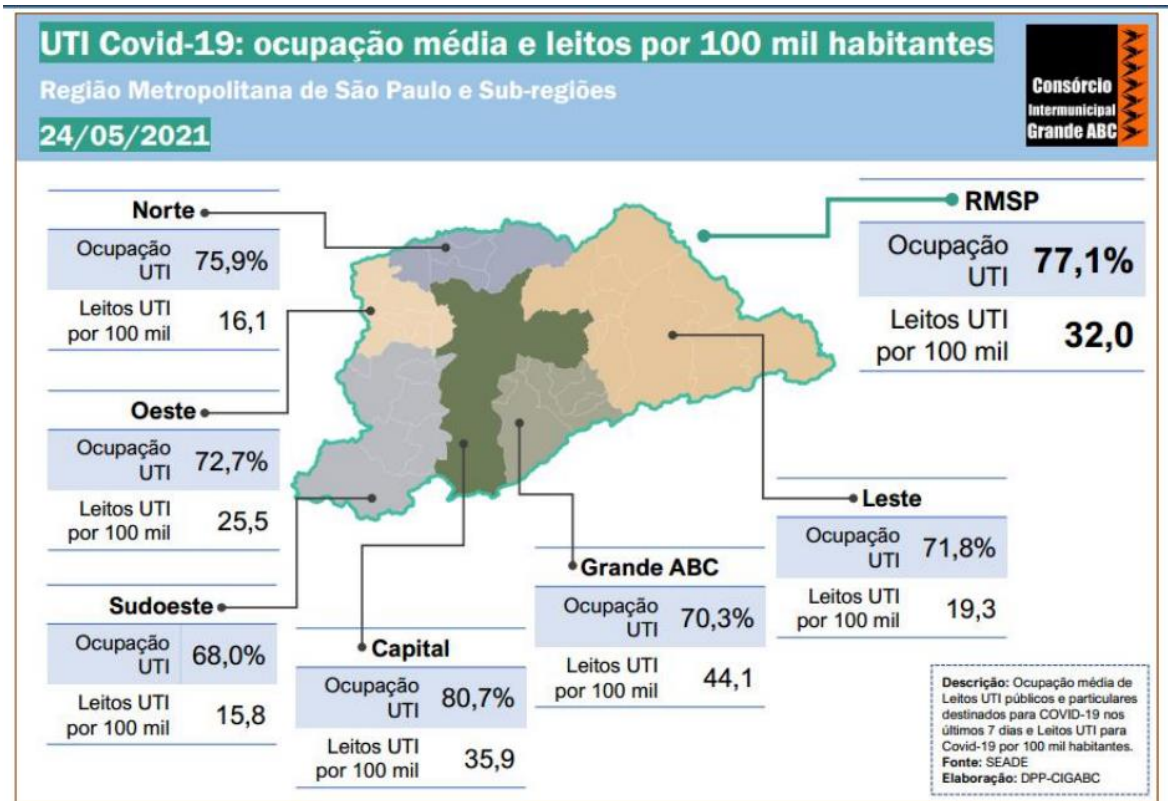 UTI Covid-19: ocupação média e leitos por 100 mil habitantes
Região Metropolitana de São Paulo e Sub-regiões
24/05/2021
Consórcio
Intermunicipal
Grande ABC
Norte
Ocupação
UTI
75,9%
Leitos UTI
por 100 mil
16,1
Oeste
Ocupação
UTI
72,7%
Leitos UTI
por 100 mil
25,5
Sudoeste
Ocupação
UTI
68,0%
Leitos UTI
por 100 mil
15,8
Capital
Ocupação
UTI
80,7%
Leitos UTI
por 100 mil
35,9
Grande ABC
Ocupação
UTI
70,3%
Leitos UTI
por 100 mil
44,1
Leste
Ocupação
UTI
71,8%
Leitos UTI
por 100 mil
19,3
RMSP
Ocupação
UTI
77,1%
Leitos UTI
por 100 mil
32,0
Descrição: Ocupação média de
Leitos UTI públicos e particulares
destinados para COVID-19 nos
últimos 7 dias e Leitos UTI para
Covid-19 por 100 mil habitantes.
Fonte: SEADE
Elaboração: DPP-CIGABC